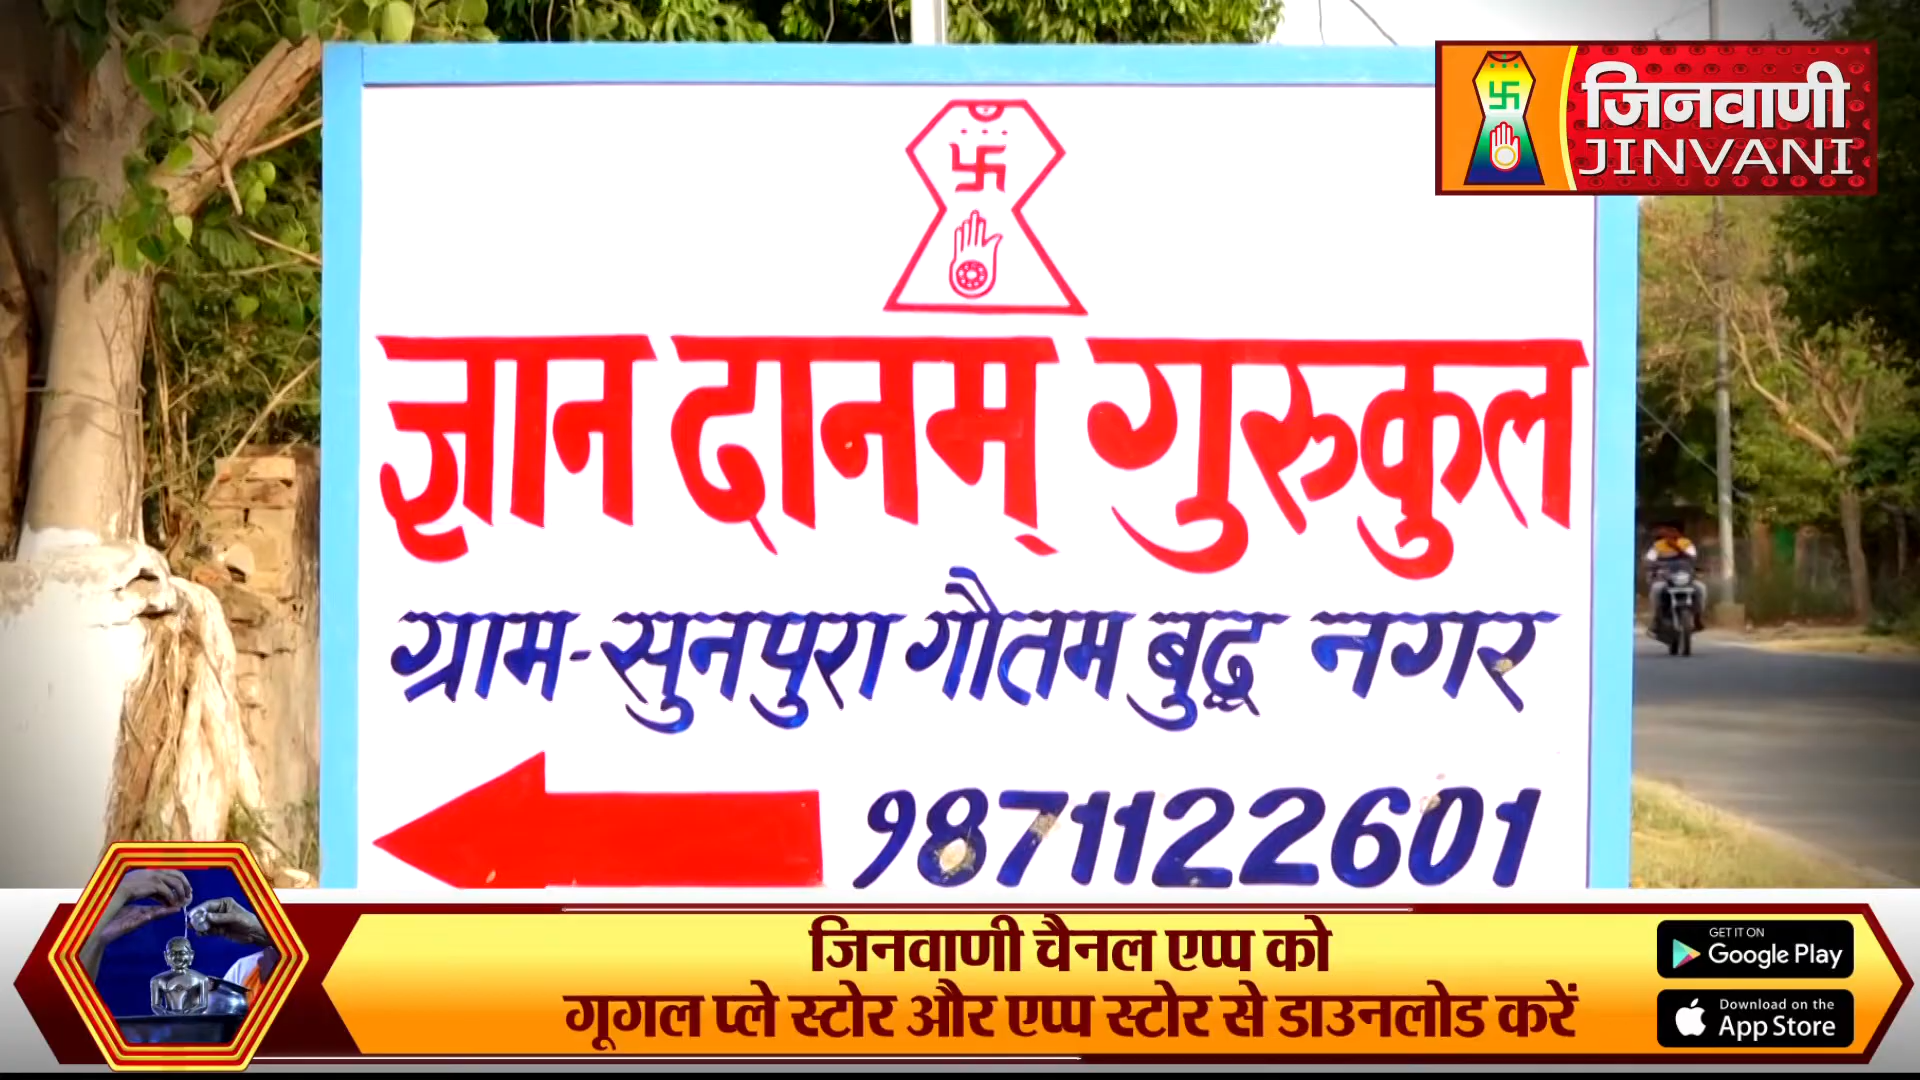 जिनवाणी
JINVANI
ज्ञान दानम् गुरुकुल
ग्राम-सुनपुरा गौतम बुद्ध नगर
9871122601
जिनवाणी चैनल एप्प को
गूगल प्ले स्टोर और एप्प स्टोर से डाउनलोड करें
GET IT ON
Google Play
Download on the
App Store